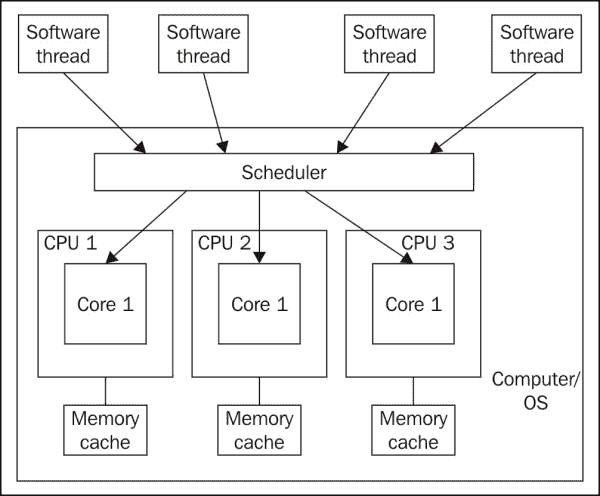 Software
thread
Software
thread
Software
thread
Software
thread
Scheduler
CPU 1
Core 1
CPU 2
Core 1
CPU 3
Core 1
Computer/
OS
Memory
cache
Memory
cache
Memory
cache